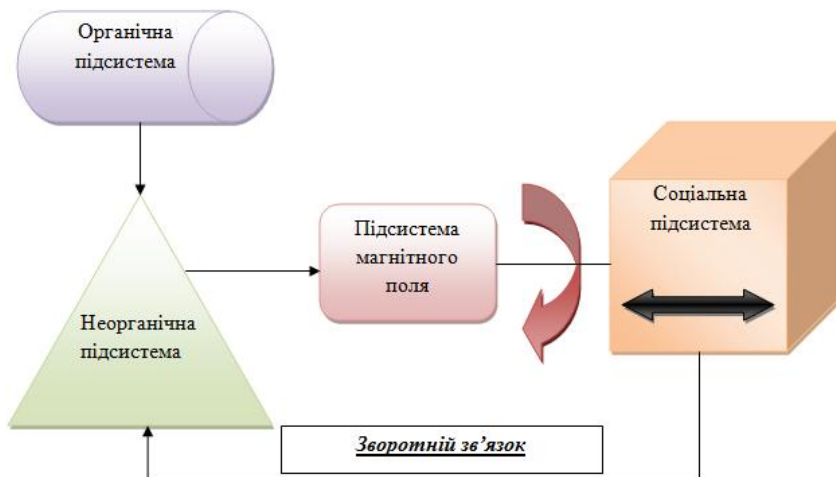 Органічна
підсистема
Соціальна
підсистема
Підсистема
магнітного
поля
Неорганічна
підсистема
Зворотній зв’язок